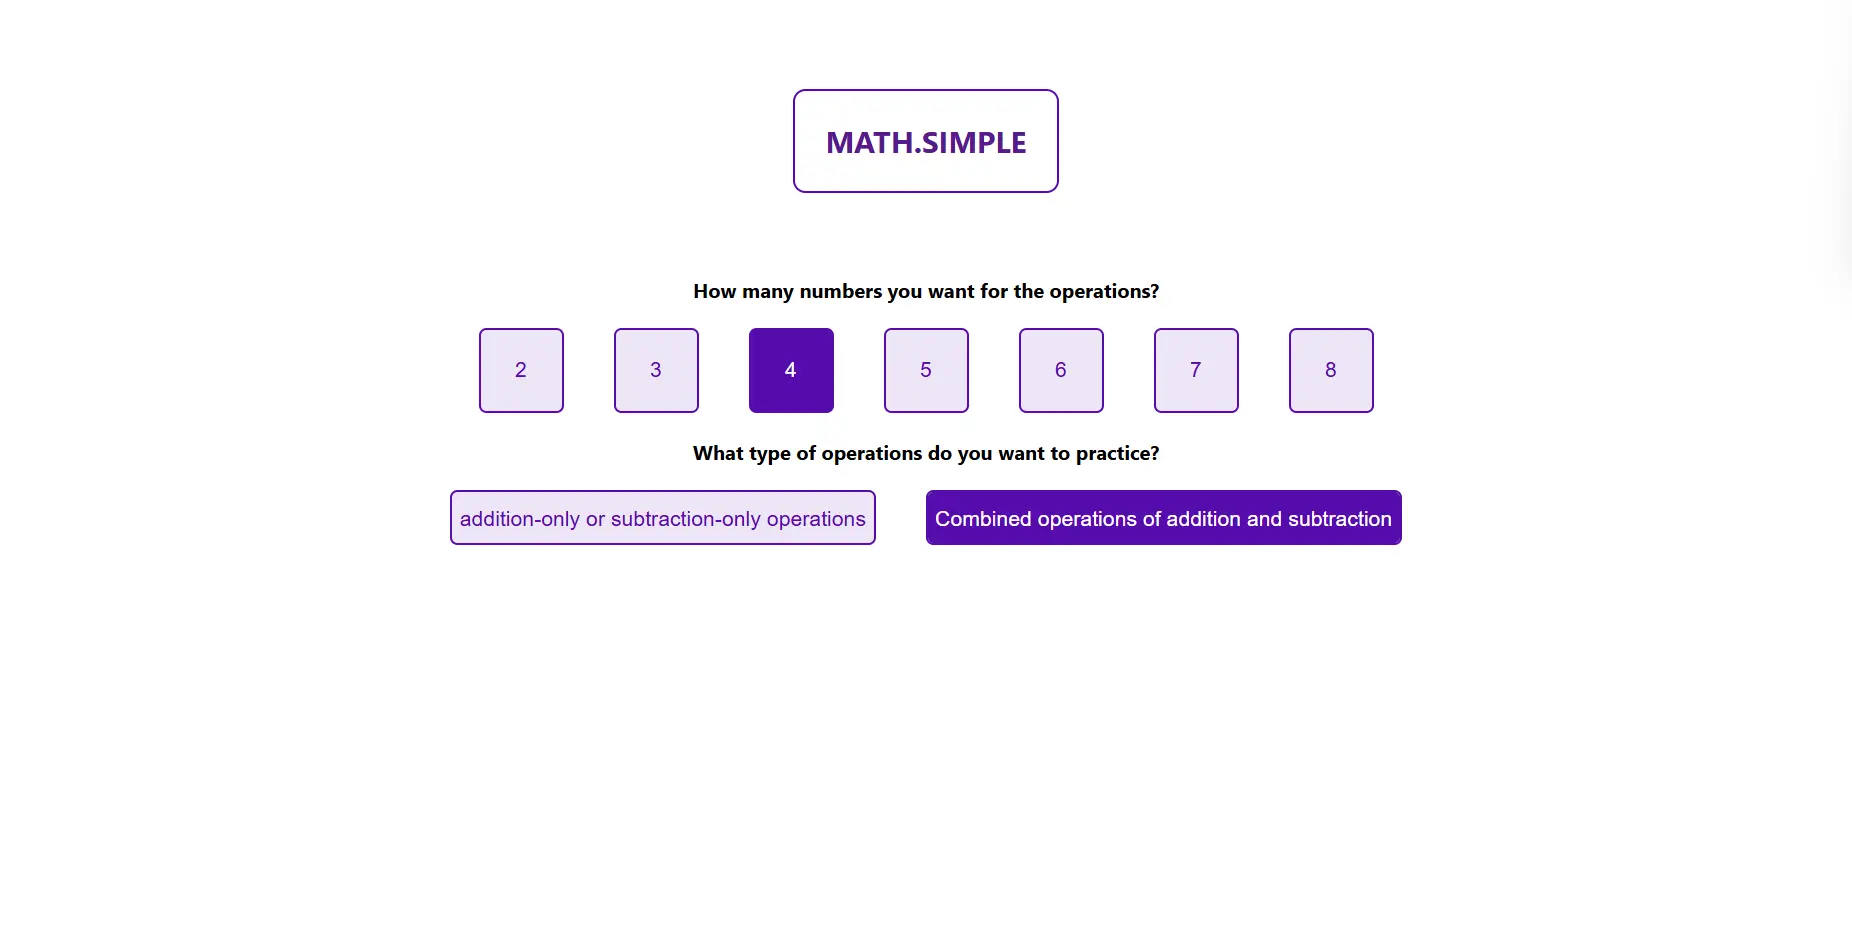 MATH.SIMPLE
How many numbers you want for the operations?
2 3 4 5 6 7 8
What type of operations do you want to practice?
addition-only or subtraction-only operations Combined operations of addition and subtraction